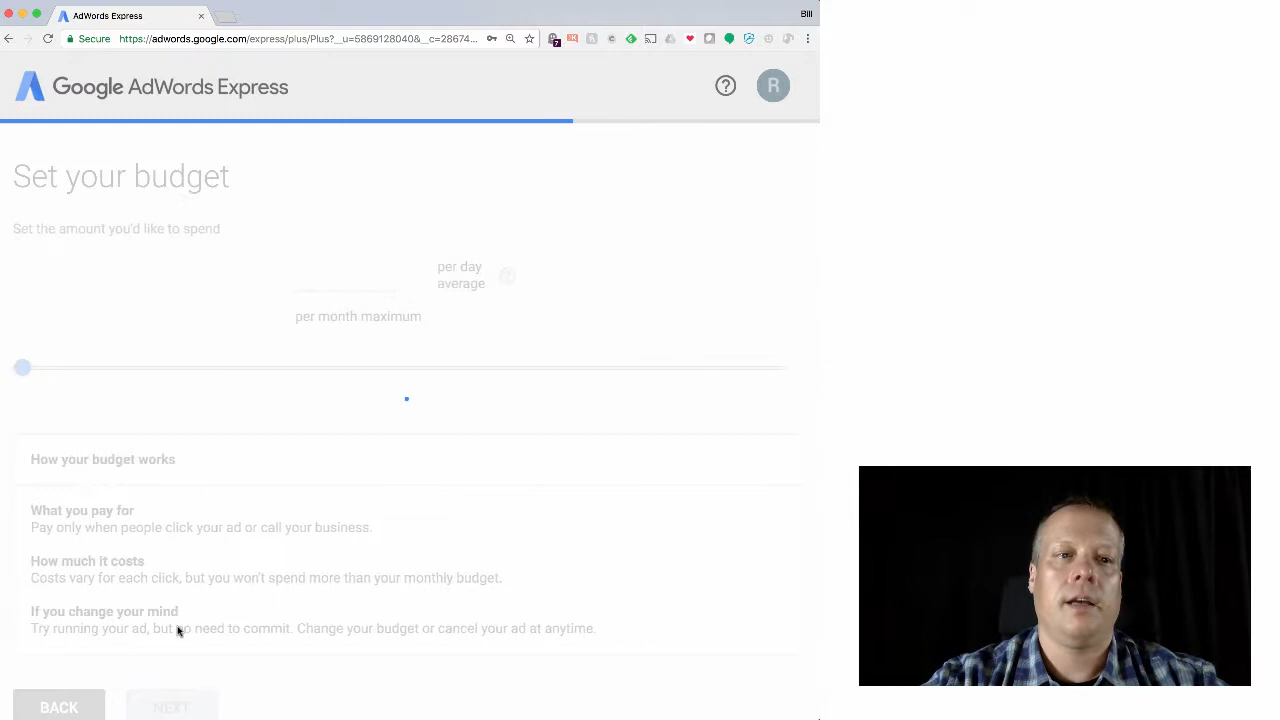 AdWords Express
Bill
Secure
https://adwords.google.com/express/plus/Plus?__u=5869128040&__c=28674...
Google AdWords Express
R
Set your budget
Set the amount you'd like to spend
per day
average
per month maximum
How your budget works
What you pay for
Pay only when people click your ad or call your business.
How much it costs
Costs vary for each click, but you won't spend more than your monthly budget.
If you change your mind
Try running your ad, but no need to commit. Change your budget or cancel your ad at anytime.
BACK
NEXT